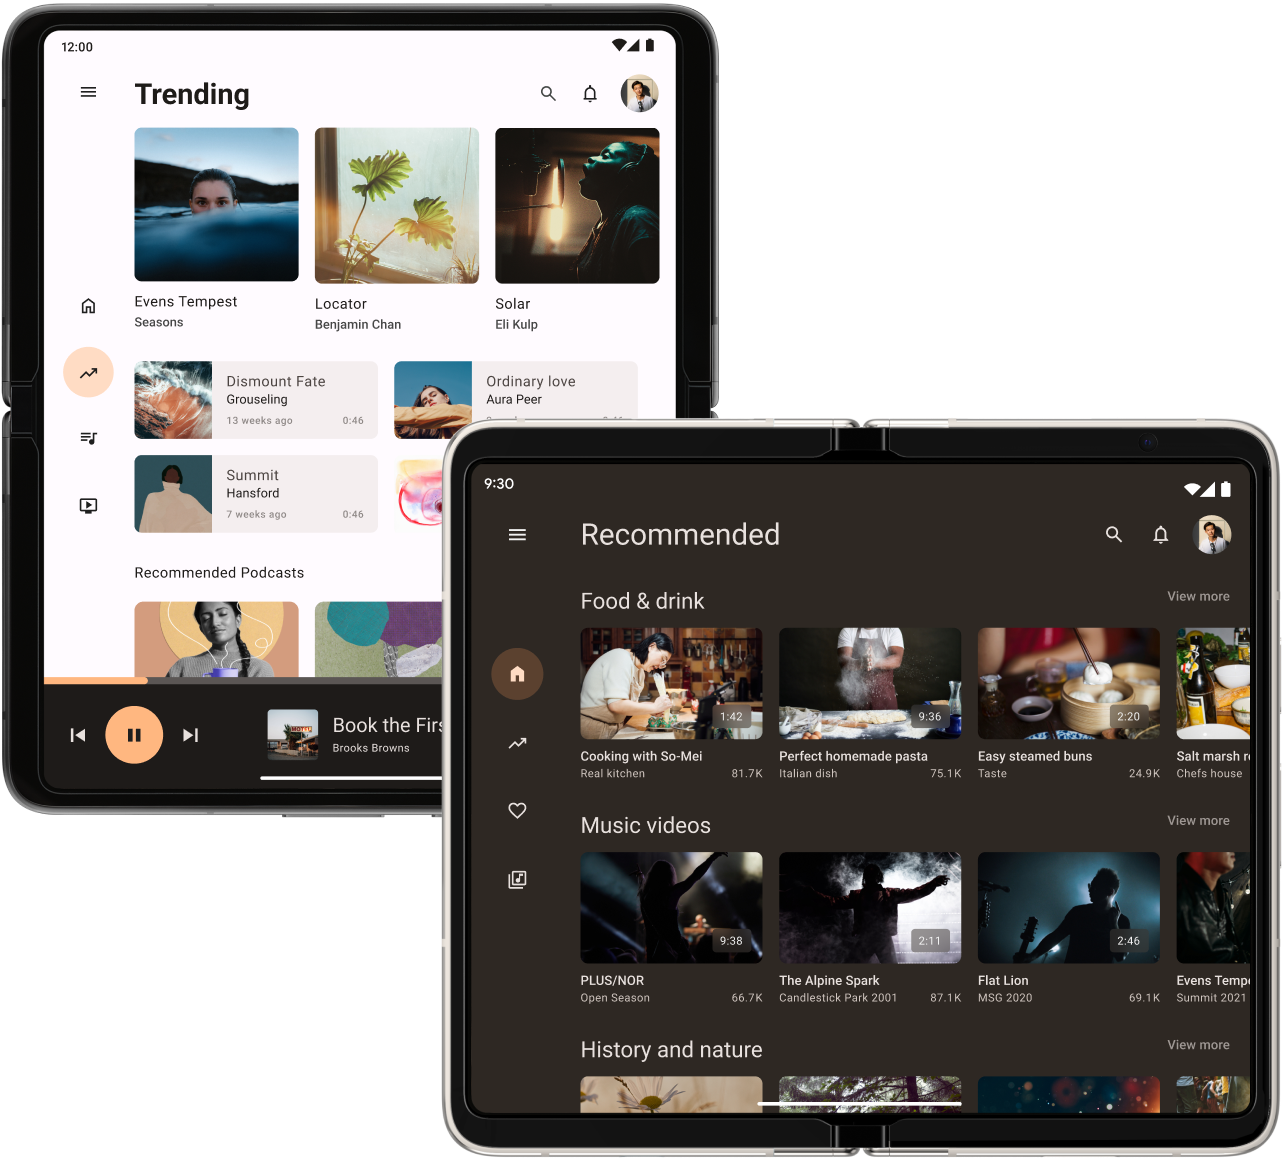 12:00
Trending
Evens Tempest
Seasons
Locator
Benjamin Chan
Solar
Eli Kulp
Dismount Fate
Grouseling
13 weeks ago 0:46
Ordinary love
Aura Peer
Summit
Hansford
7 weeks ago 0:46
Recommended Podcasts
MOTEL
Book the Firs
Brooks Browns
9:30
Recommended
Food & drink
View more
1:42
9:36
2:20
Cooking with So-Mei
Real kitchen 81.7K
Perfect homemade pasta
Italian dish 75.1K
Easy steamed buns
Taste 24.9K
Salt marsh
Chefs house
Music videos
View more
9:38
2:11
2:46
PLUS/NOR
Open Season 66.7K
The Alpine Spark
Candlestick Park 2001 87.1K
Flat Lion
MSG 2020 69.1K
Evens Temp
Summit 2021
History and nature
View more